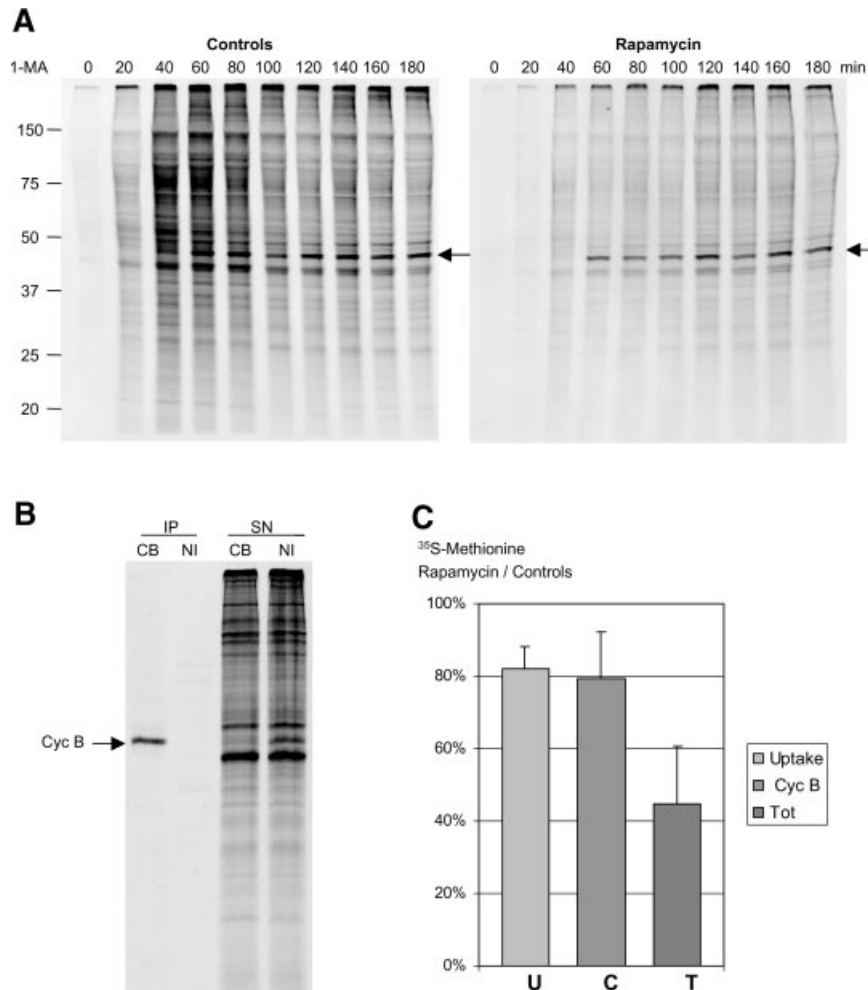 A
Controls
Rapamycin
1-MA 0 20 40 60 80 100 120 140 160 180
0 20 40 60 80 100 120 140 160 180 min
150
75
50
37
25
20
B
IP SN
CB NI CB NI
Cyc B
C
³⁵S-Methionine
Rapamycin / Controls
100%
80%
60%
40%
20%
0%
U C T
Uptake
Cyc B
Tot